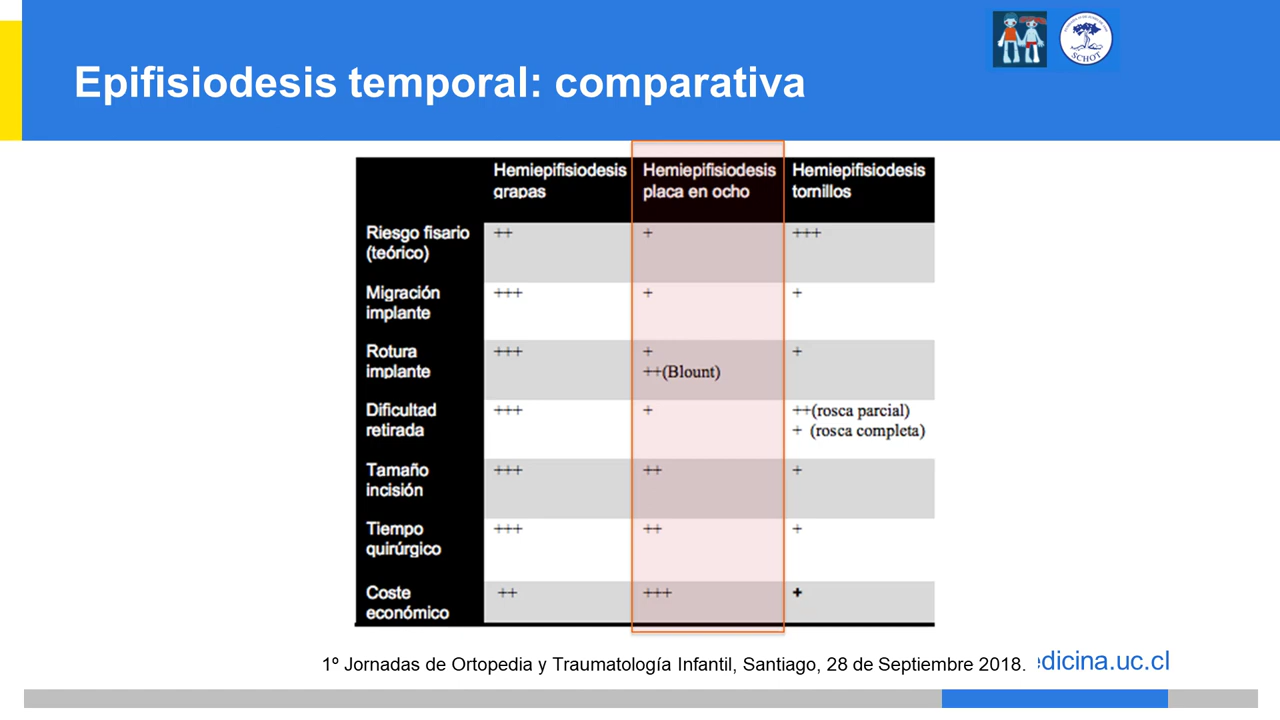 SCHOT
Epifisiodesis temporal: comparativa
Hemiepifisiodesis grapas
Hemiepifisiodesis placa en ocho
Hemiepifisiodesis tornillos
Riesgo fisario (teórico) ++ + +++
Migración implante +++ + +
Rotura implante +++ + ++(Blount) +
Dificultad retirada +++ + ++(rosca parcial) + (rosca completa)
Tamaño incisión +++ ++ +
Tiempo quirúrgico +++ ++ +
Coste económico ++ +++ +
1º Jornadas de Ortopedia y Traumatología Infantil, Santiago, 28 de Septiembre 2018. edicina.uc.cl